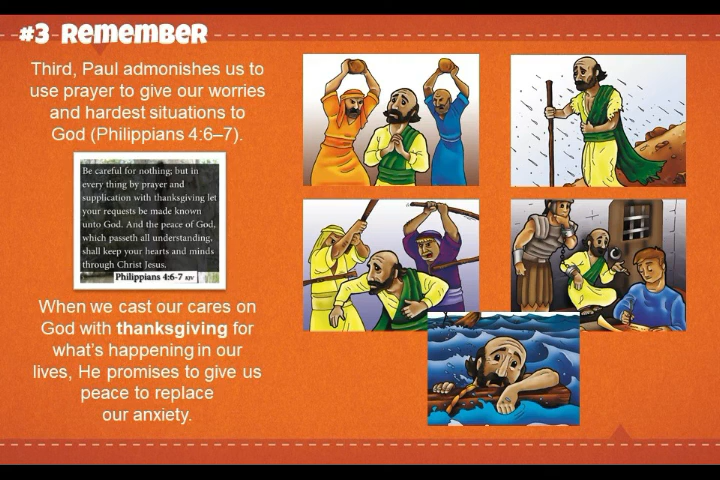 #3 Remember
Third, Paul admonishes us to
use prayer to give our worries
and hardest situations to
God (Philippians 4:6–7).
Be careful for nothing; but in
every thing by prayer and
supplication with thanksgiving let
your requests be made known
unto God. And the peace of God,
which passeth all understanding,
shall keep your hearts and minds
through Christ Jesus.
Philippians 4:6-7 KJV
When we cast our cares on
God with thanksgiving for
what’s happening in our
lives, He promises to give us
peace to replace
our anxiety.